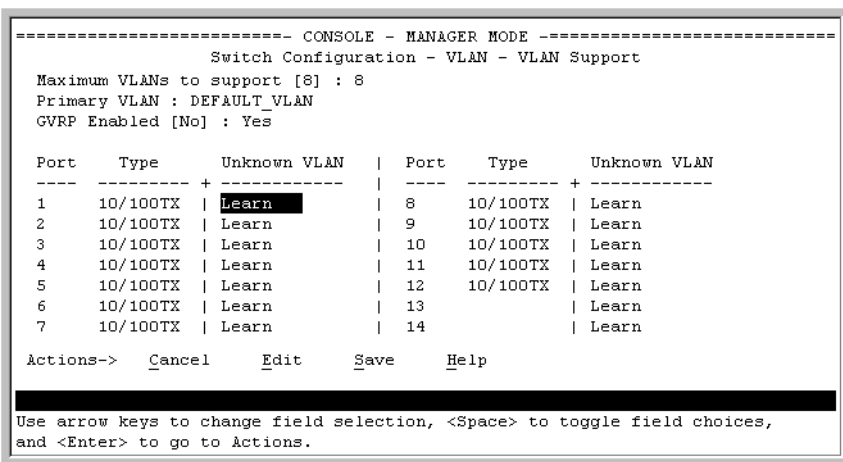 ===========================- CONSOLE - MANAGER MODE -============================
Switch Configuration - VLAN - VLAN Support
Maximum VLANs to support [8] : 8
Primary VLAN : DEFAULT_VLAN
GVRP Enabled [No] : Yes
Port    Type      Unknown VLAN   |  Port    Type      Unknown VLAN
----  --------- + ------------   |  ----  --------- + ------------
1     10/100TX  | Learn          |  8     10/100TX  | Learn
2     10/100TX  | Learn          |  9     10/100TX  | Learn
3     10/100TX  | Learn          |  10    10/100TX  | Learn
4     10/100TX  | Learn          |  11    10/100TX  | Learn
5     10/100TX  | Learn          |  12    10/100TX  | Learn
6     10/100TX  | Learn          |  13              | Learn
7     10/100TX  | Learn          |  14              | Learn
Actions->   Cancel     Edit     Save     Help
Use arrow keys to change field selection, <Space> to toggle field choices,
and <Enter> to go to Actions.